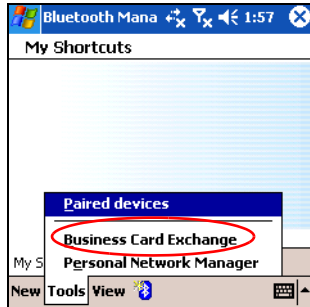 Bluetooth Mana 1:57
My Shortcuts
Paired devices
Business Card Exchange
My S Personal Network Manager
New Tools View